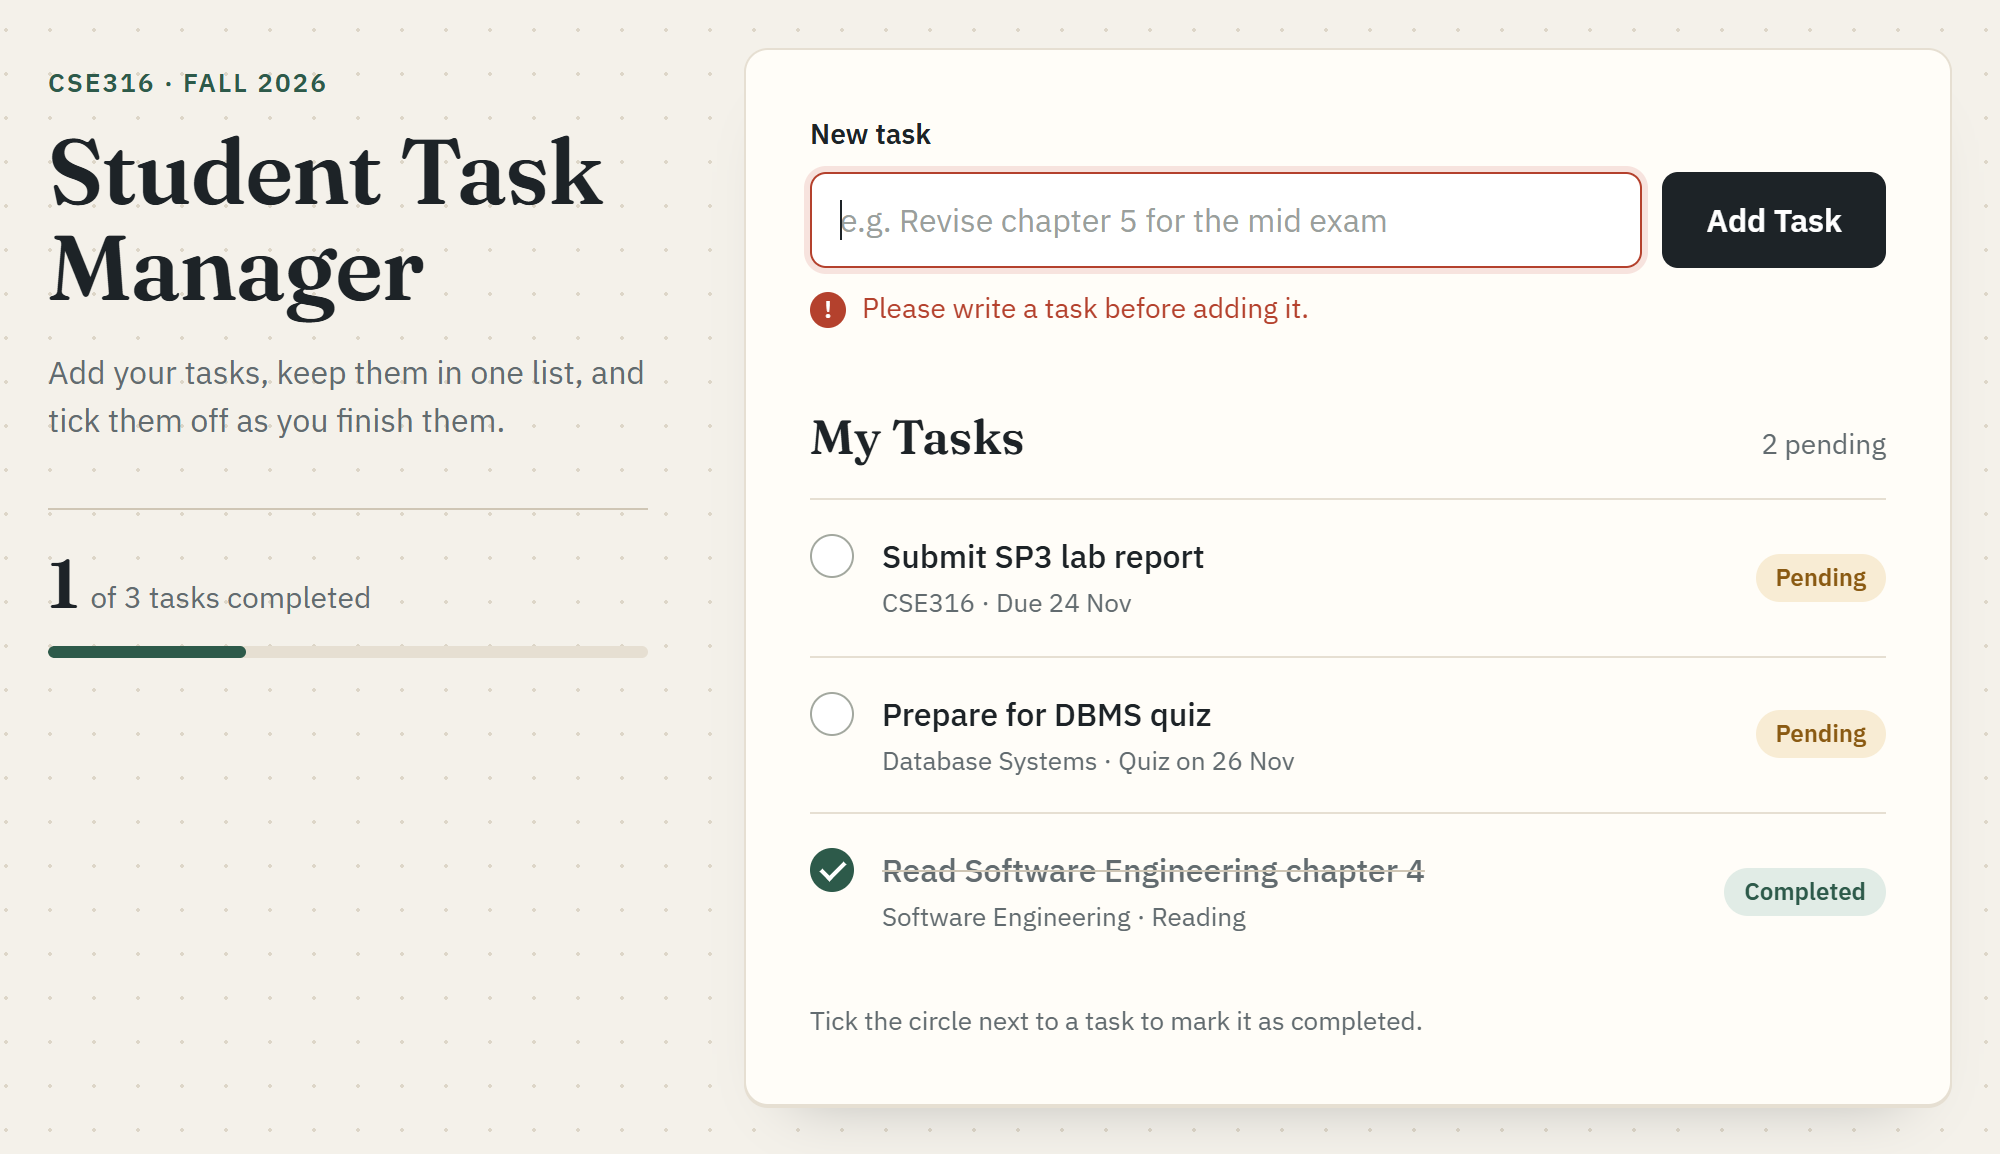 CSE316 · FALL 2026
Student Task
Manager
Add your tasks, keep them in one list, and
tick them off as you finish them.
1 of 3 tasks completed
New task
e.g. Revise chapter 5 for the mid exam
Add Task
! Please write a task before adding it.
My Tasks
2 pending
Submit SP3 lab report
CSE316 · Due 24 Nov
Pending
Prepare for DBMS quiz
Database Systems · Quiz on 26 Nov
Pending
Read Software Engineering chapter 4
Software Engineering · Reading
Completed
Tick the circle next to a task to mark it as completed.